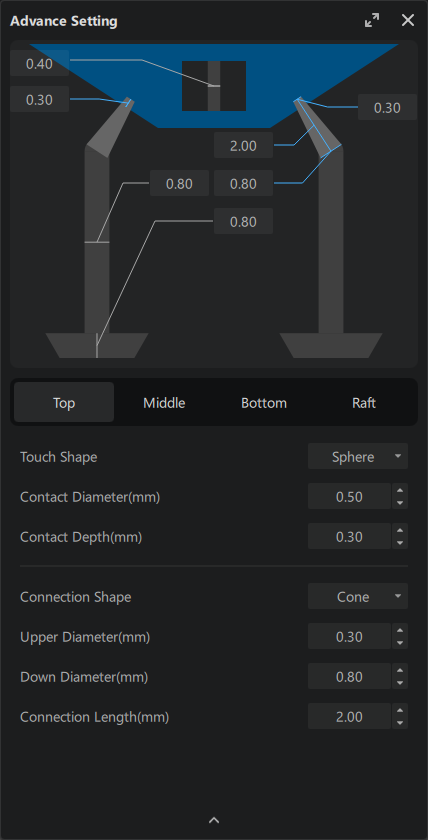 Advance Setting
0.40
0.30
0.30
2.00
0.80
0.80
0.80
Top Middle Bottom Raft
Touch Shape Sphere
Contact Diameter(mm) 0.50
Contact Depth(mm) 0.30
Connection Shape Cone
Upper Diameter(mm) 0.30
Down Diameter(mm) 0.80
Connection Length(mm) 2.00